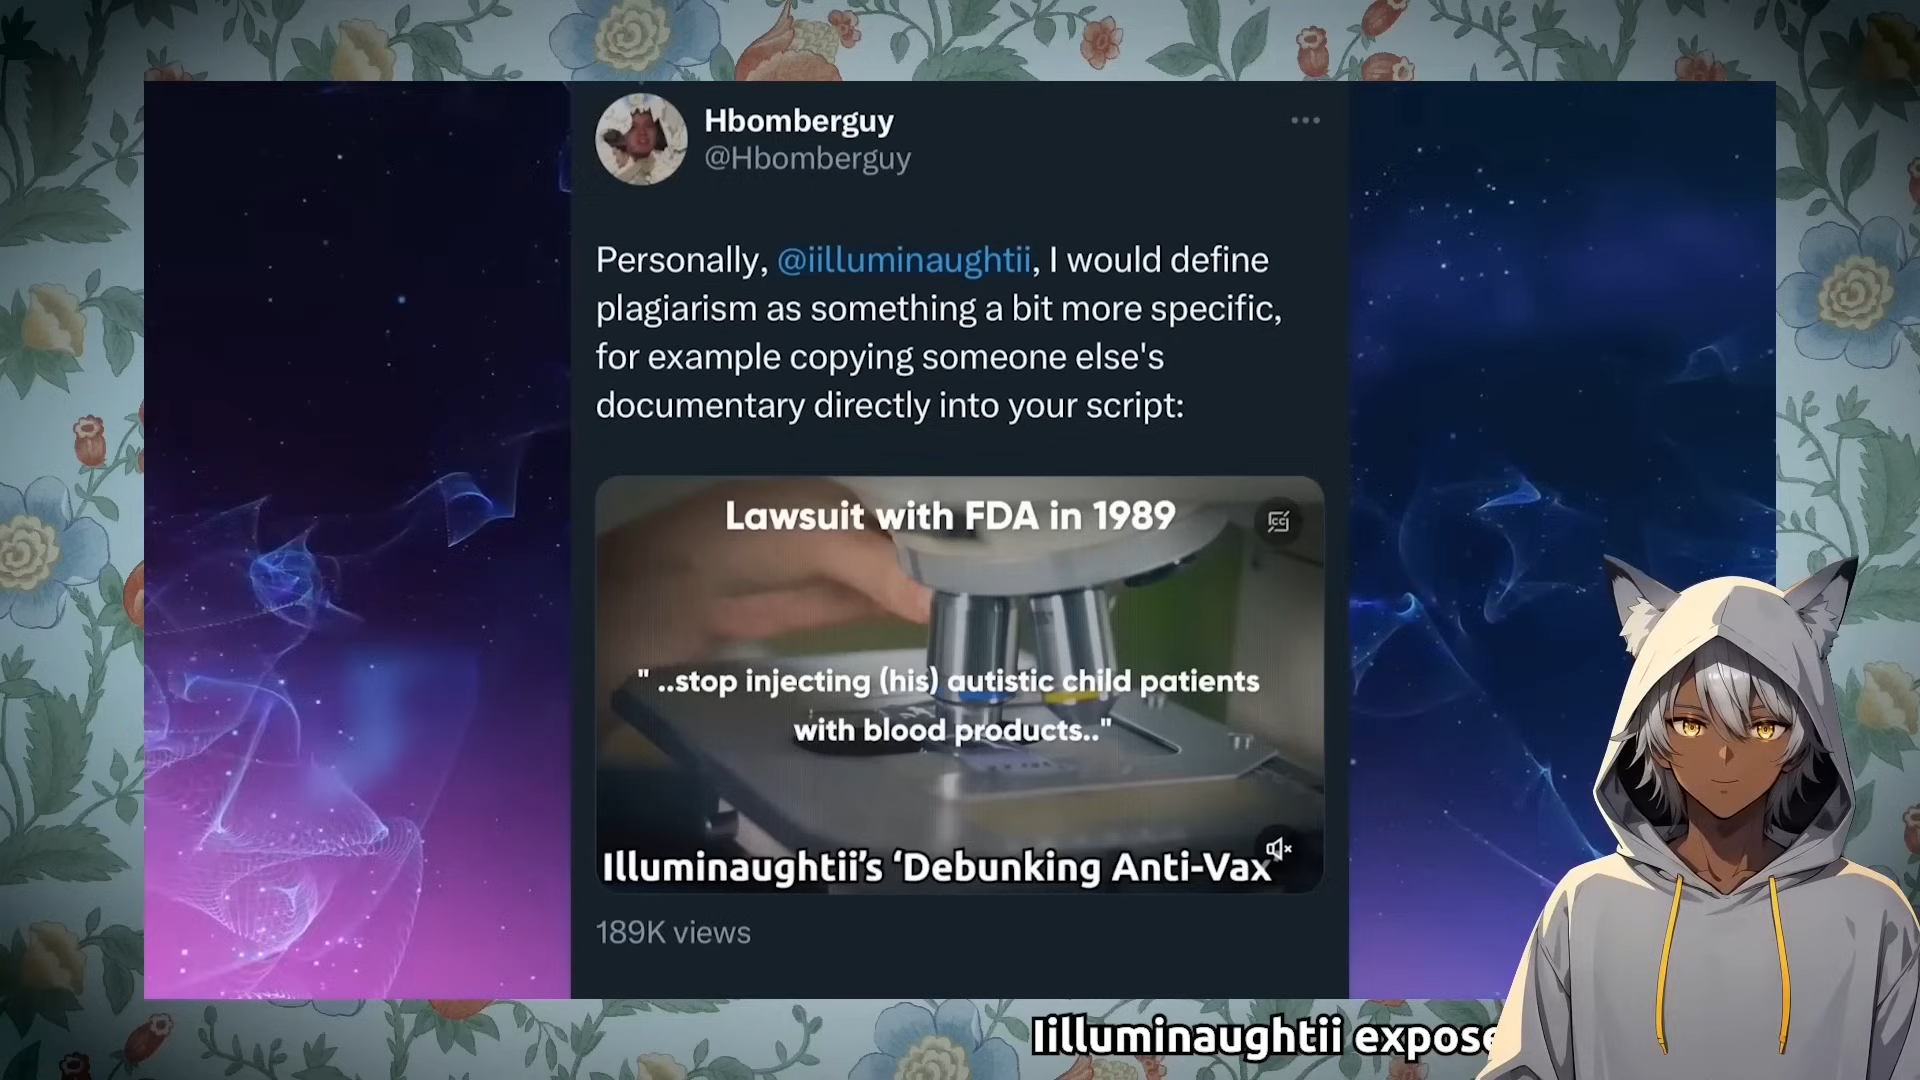 Hbomberguy
@Hbomberguy
Personally, @iilluminaughtii, I would define
plagiarism as something a bit more specific,
for example copying someone else's
documentary directly into your script:
Lawsuit with FDA in 1989
CC
" ..stop injecting (his) autistic child patients
with blood products.."
Illuminaughtii's ‘Debunking Anti-Vax’
189K views
Iilluminaughtii expose